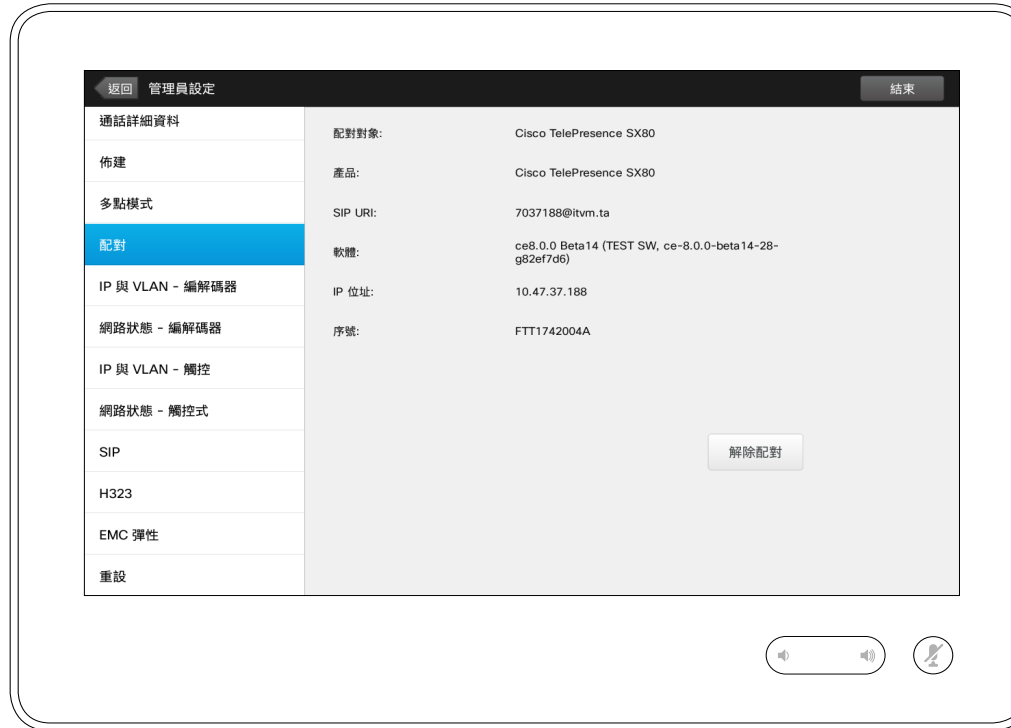 返回 管理員設定 結束
通話詳細資料
佈建
多點模式
配對
IP 與 VLAN - 編解碼器
網路狀態 - 編解碼器
IP 與 VLAN - 觸控
網路狀態 - 觸控式
SIP
H323
EMC 彈性
重設
配對對象: Cisco TelePresence SX80
產品: Cisco TelePresence SX80
SIP URI: 7037188@itvm.ta
軟體: ce8.0.0 Beta14 (TEST SW, ce-8.0.0-beta14-28-
g82ef7d6)
IP 位址: 10.47.37.188
序號: FTT1742004A
解除配對